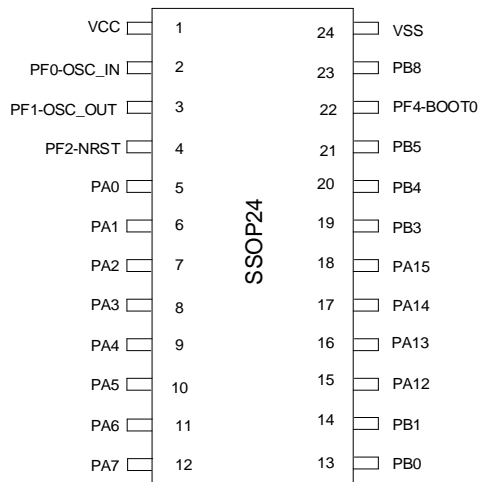 VCC 1 24 VSS
PF0-OSC_IN 2 23 PB8
PF1-OSC_OUT 3 22 PF4-BOOT0
PF2-NRST 4 21 PB5
PA0 5 20 PB4
PA1 6 19 PB3
PA2 7 18 PA15
SSOP24
PA3 8 17 PA14
PA4 9 16 PA13
PA5 10 15 PA12
PA6 11 14 PB1
PA7 12 13 PB0